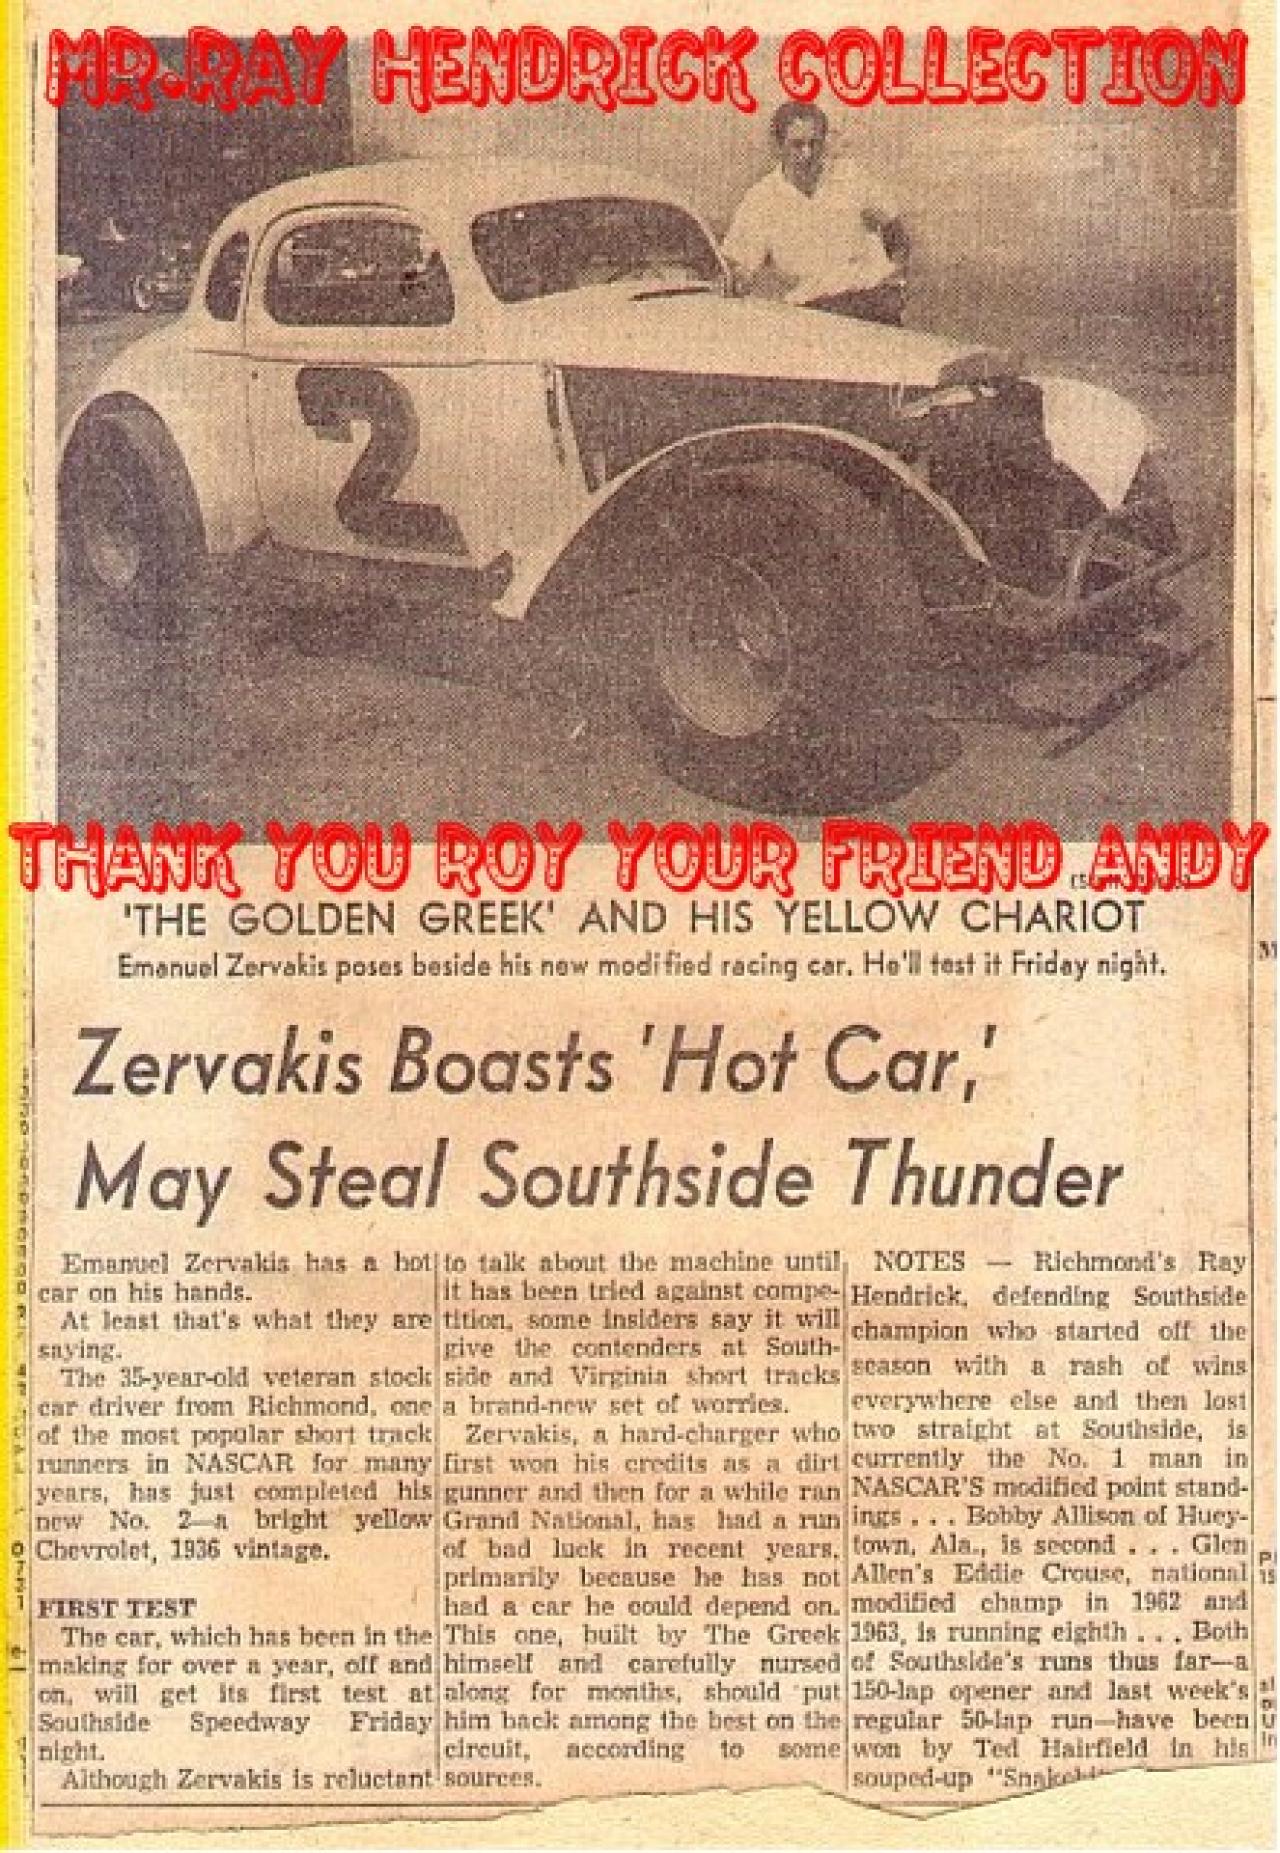 MR.RAY HENDRICK COLLECTION
THANK YOU ROY YOUR FRIEND ANDY
'THE GOLDEN GREEK' AND HIS YELLOW CHARIOT
Emanuel Zervakis poses beside his new modified racing car. He'll test it Friday night.
Zervakis Boasts 'Hot Car,'
May Steal Southside Thunder
Emanuel Zervakis has a hot
car on his hands.
At least that's what they are
saying.
The 35-year-old veteran stock
car driver from Richmond, one
of the most popular short track
runners in NASCAR for many
years, has just completed his
new No. 2—a bright yellow
Chevrolet, 1936 vintage.
FIRST TEST
The car, which has been in the
making for over a year, off and
on, will get its first test at
Southside Speedway Friday
night.
Although Zervakis is reluctant
to talk about the machine until
it has been tried against compe-
tition, some insiders say it will
give the contenders at South-
side and Virginia short tracks
a brand-new set of worries.
Zervakis, a hard-charger who
first won his credits as a dirt
gunner and then for a while ran
Grand National, has had a run
of bad luck in recent years,
primarily because he has not
had a car he could depend on.
This one, built by The Greek
himself and carefully nursed
along for months, should put
him back among the best on the
circuit, according to some
sources.
NOTES — Richmond's Ray
Hendrick, defending Southside
champion who started off the
season with a rash of wins
everywhere else and then lost
two straight at Southside, is
currently the No. 1 man in
NASCAR'S modified point stand-
ings . . . Bobby Allison of Huey-
town, Ala., is second . . . Glen
Allen's Eddie Crouse, national
modified champ in 1962 and
1963, is running eighth . . . Both
of Southside's runs thus far—a
150-lap opener and last week's
regular 50-lap run—have been
won by Ted Hairfield in his
souped-up